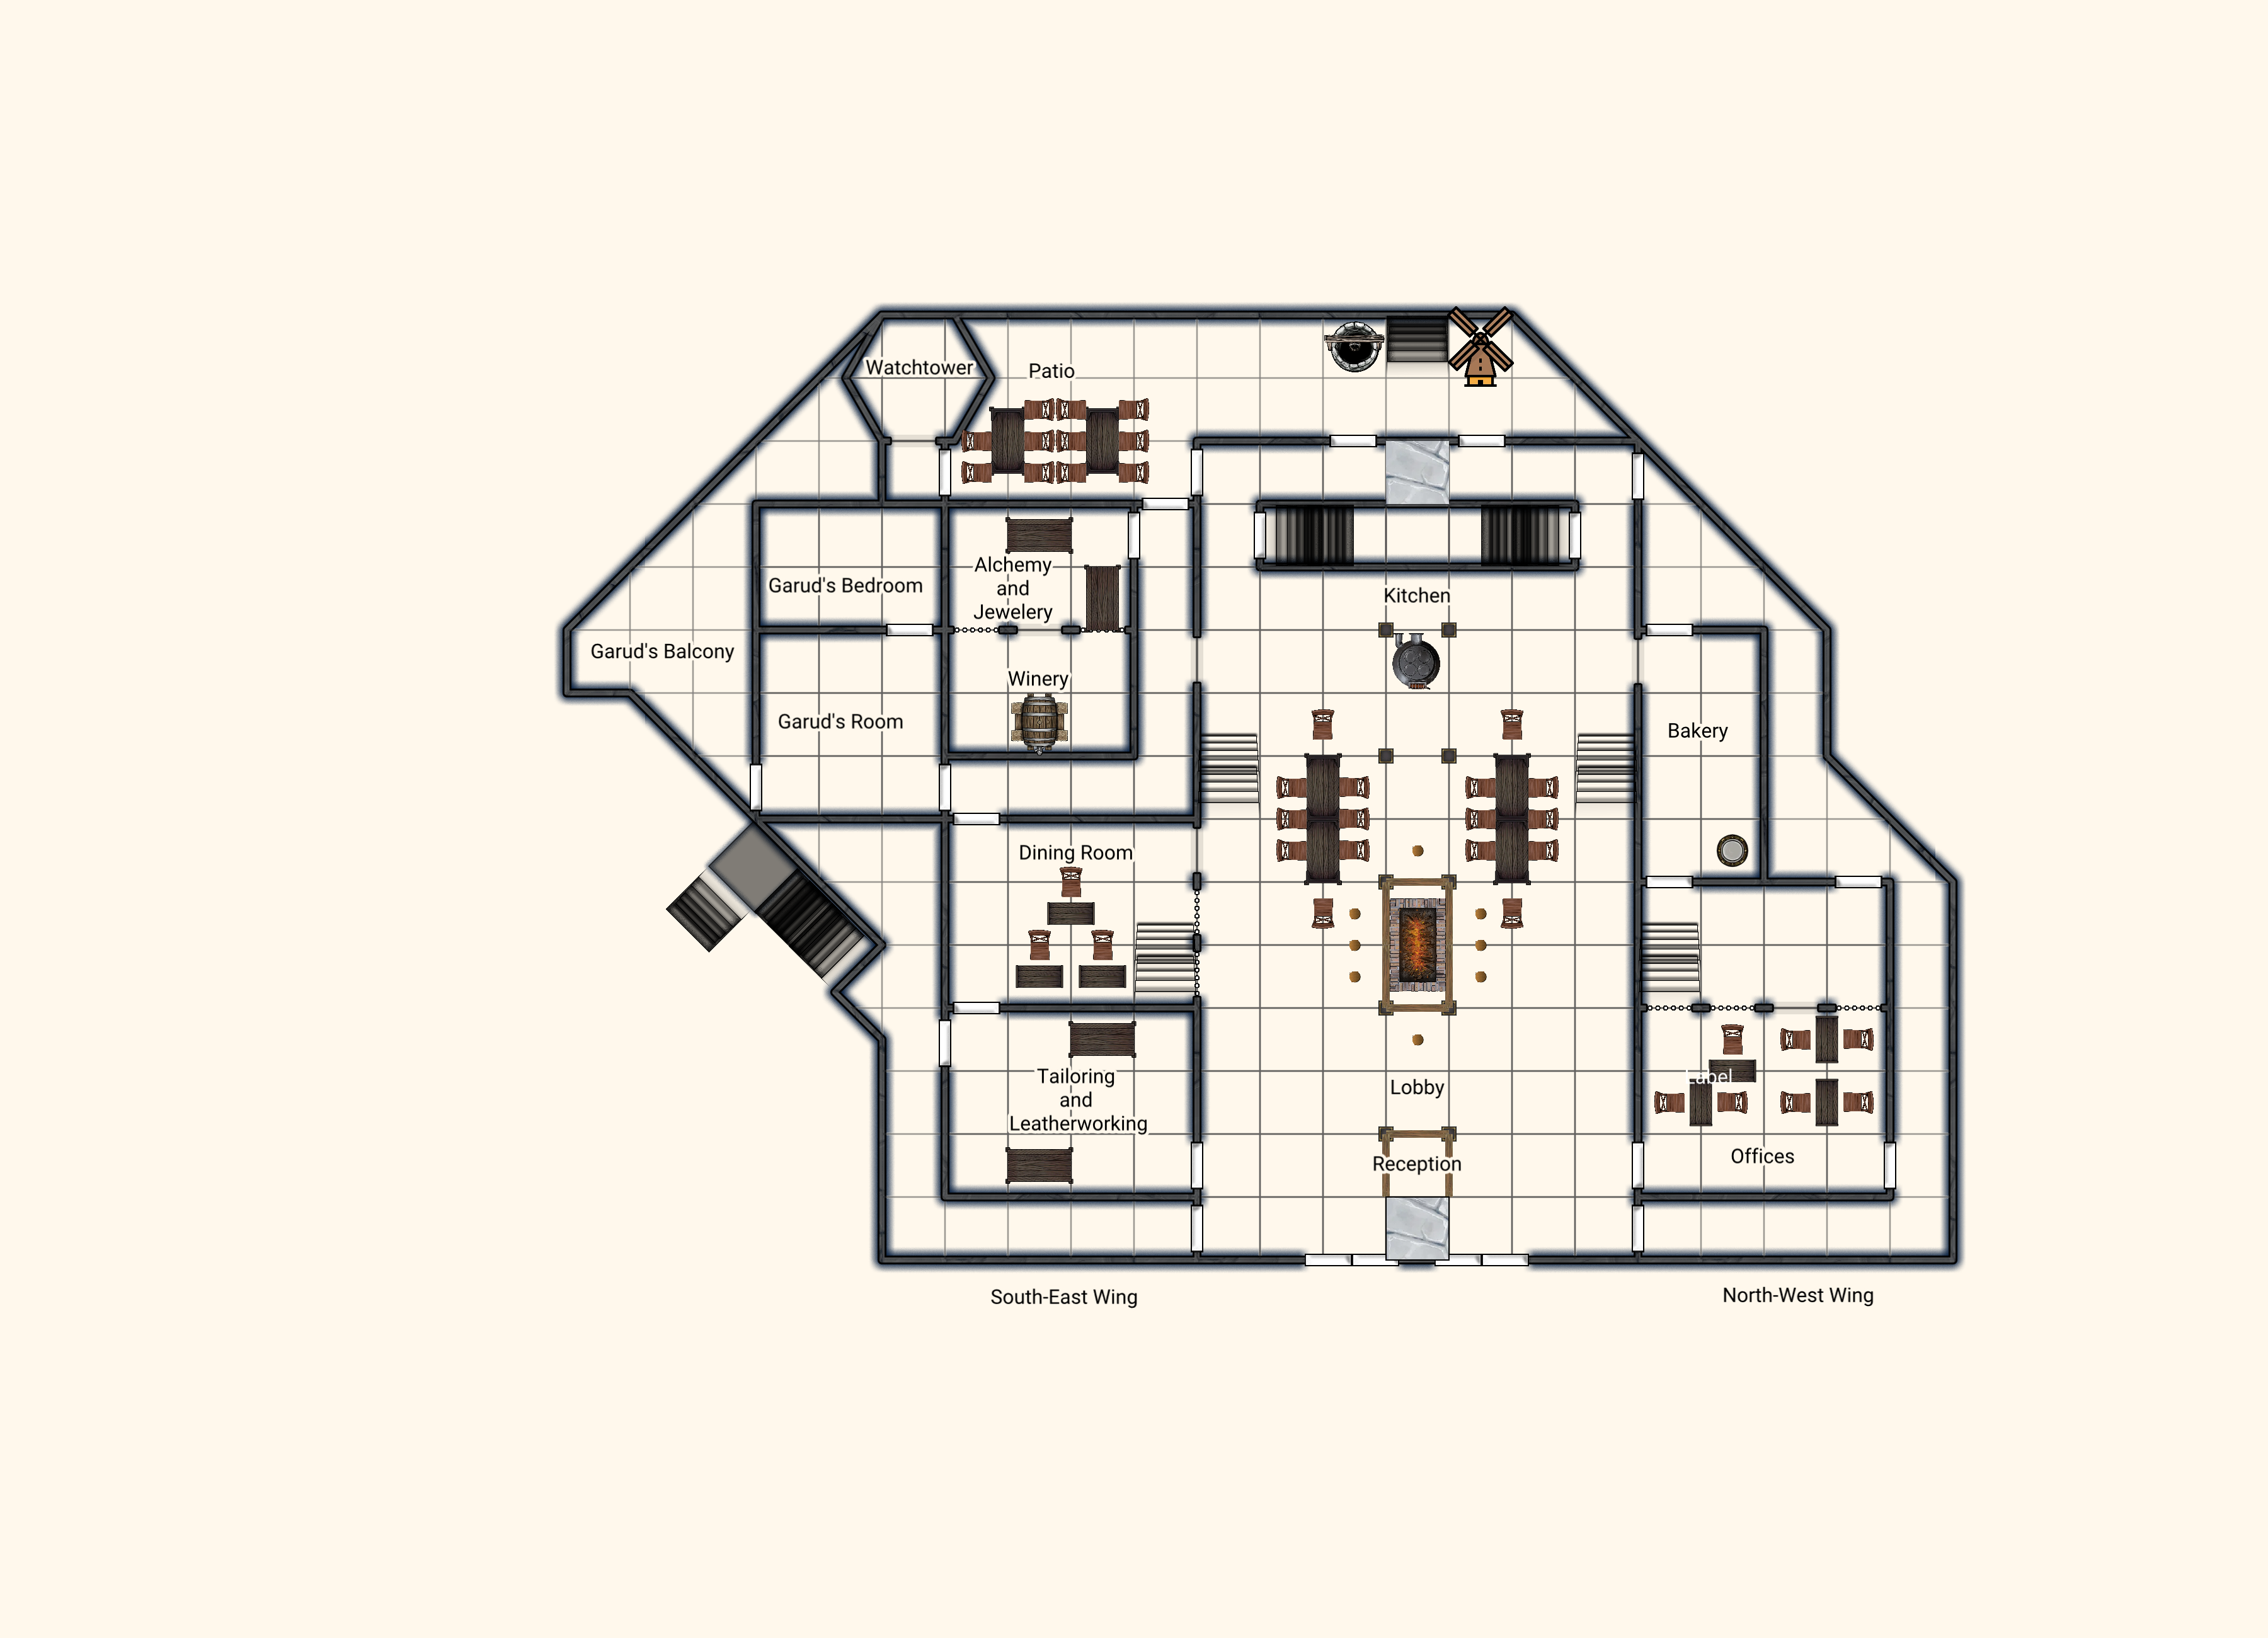 Watchtower
Patio
Alchemy
and
Jewelery
Garud's Bedroom
Kitchen
Garud's Balcony
Winery
Garud's Room
Bakery
Dining Room
Tailoring
and
Leatherworking
Label
Lobby
Reception
Offices
South-East Wing
North-West Wing